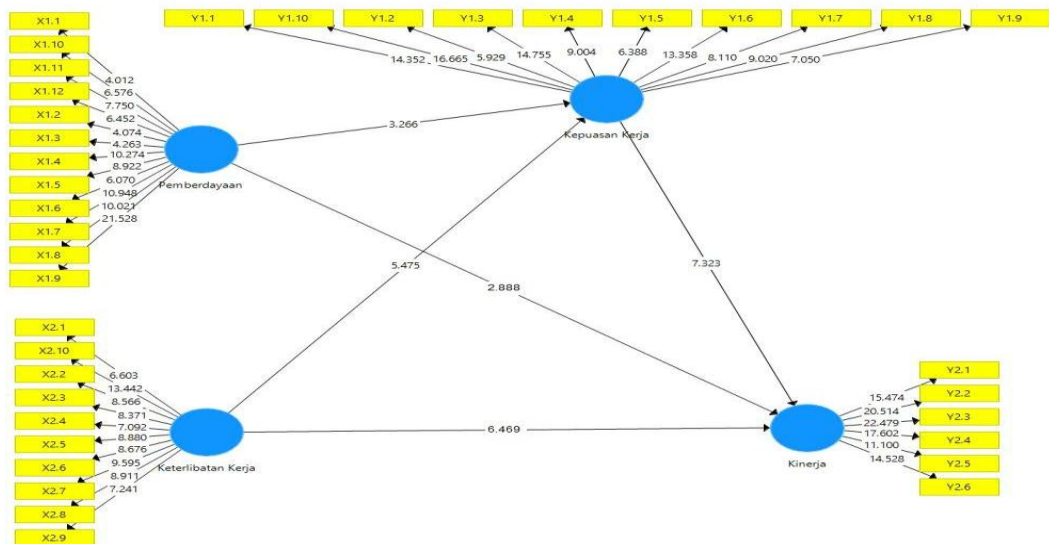 X1.1
X1.10
X1.11
X1.12
X1.2
X1.3
X1.4
X1.5
X1.6
X1.7
X1.8
X1.9
4.012
6.576
7.750
6.452
4.074
4.263
10.274
8.922
6.070
10.948
10.021
21.528
Pemberdayaan
Y1.1
Y1.10
Y1.2
Y1.3
Y1.4
Y1.5
Y1.6
Y1.7
Y1.8
Y1.9
14.352
16.665
5.929
14.755
9.004
6.388
13.358
8.110
9.020
7.050
Kepuasan Kerja
3.266
5.475
2.888
7.323
6.469
X2.1
X2.10
X2.2
X2.3
X2.4
X2.5
X2.6
X2.7
X2.8
X2.9
6.603
13.442
8.566
8.371
7.092
8.880
8.676
9.595
8.911
7.241
Keterlibatan Kerja
Kinerja
15.474
20.514
22.479
17.602
11.100
14.528
Y2.1
Y2.2
Y2.3
Y2.4
Y2.5
Y2.6